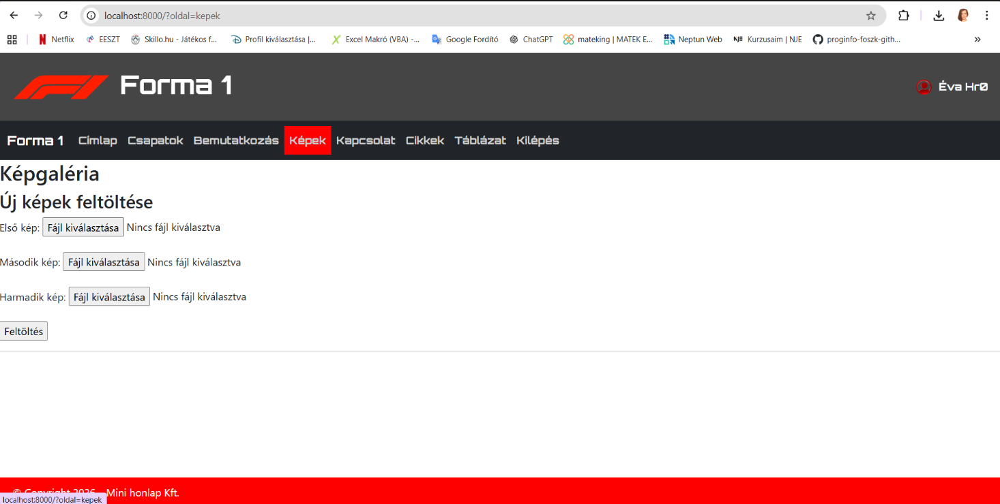 localhost:8000/?oldal=kepek
Netflix EESZT Skillo.hu - Játékos f... Profil kiválasztása |... Excel Makró (VBA) -... Google Fordító ChatGPT mateking | MATEK E... Neptun Web NJE Kurzusaim | NJE proginfo-foszk-gith... »
Forma 1
Éva Hr0
Forma 1 Címlap Csapatok Bemutatkozás Képek Kapcsolat Cikkek Táblázat Kilépés
Képgaléria
Új képek feltöltése
Első kép: Fájl kiválasztása Nincs fájl kiválasztva
Második kép: Fájl kiválasztása Nincs fájl kiválasztva
Harmadik kép: Fájl kiválasztása Nincs fájl kiválasztva
Feltöltés
© Copyright 2026 Mini honlap Kft.
localhost:8000/?oldal=kepek